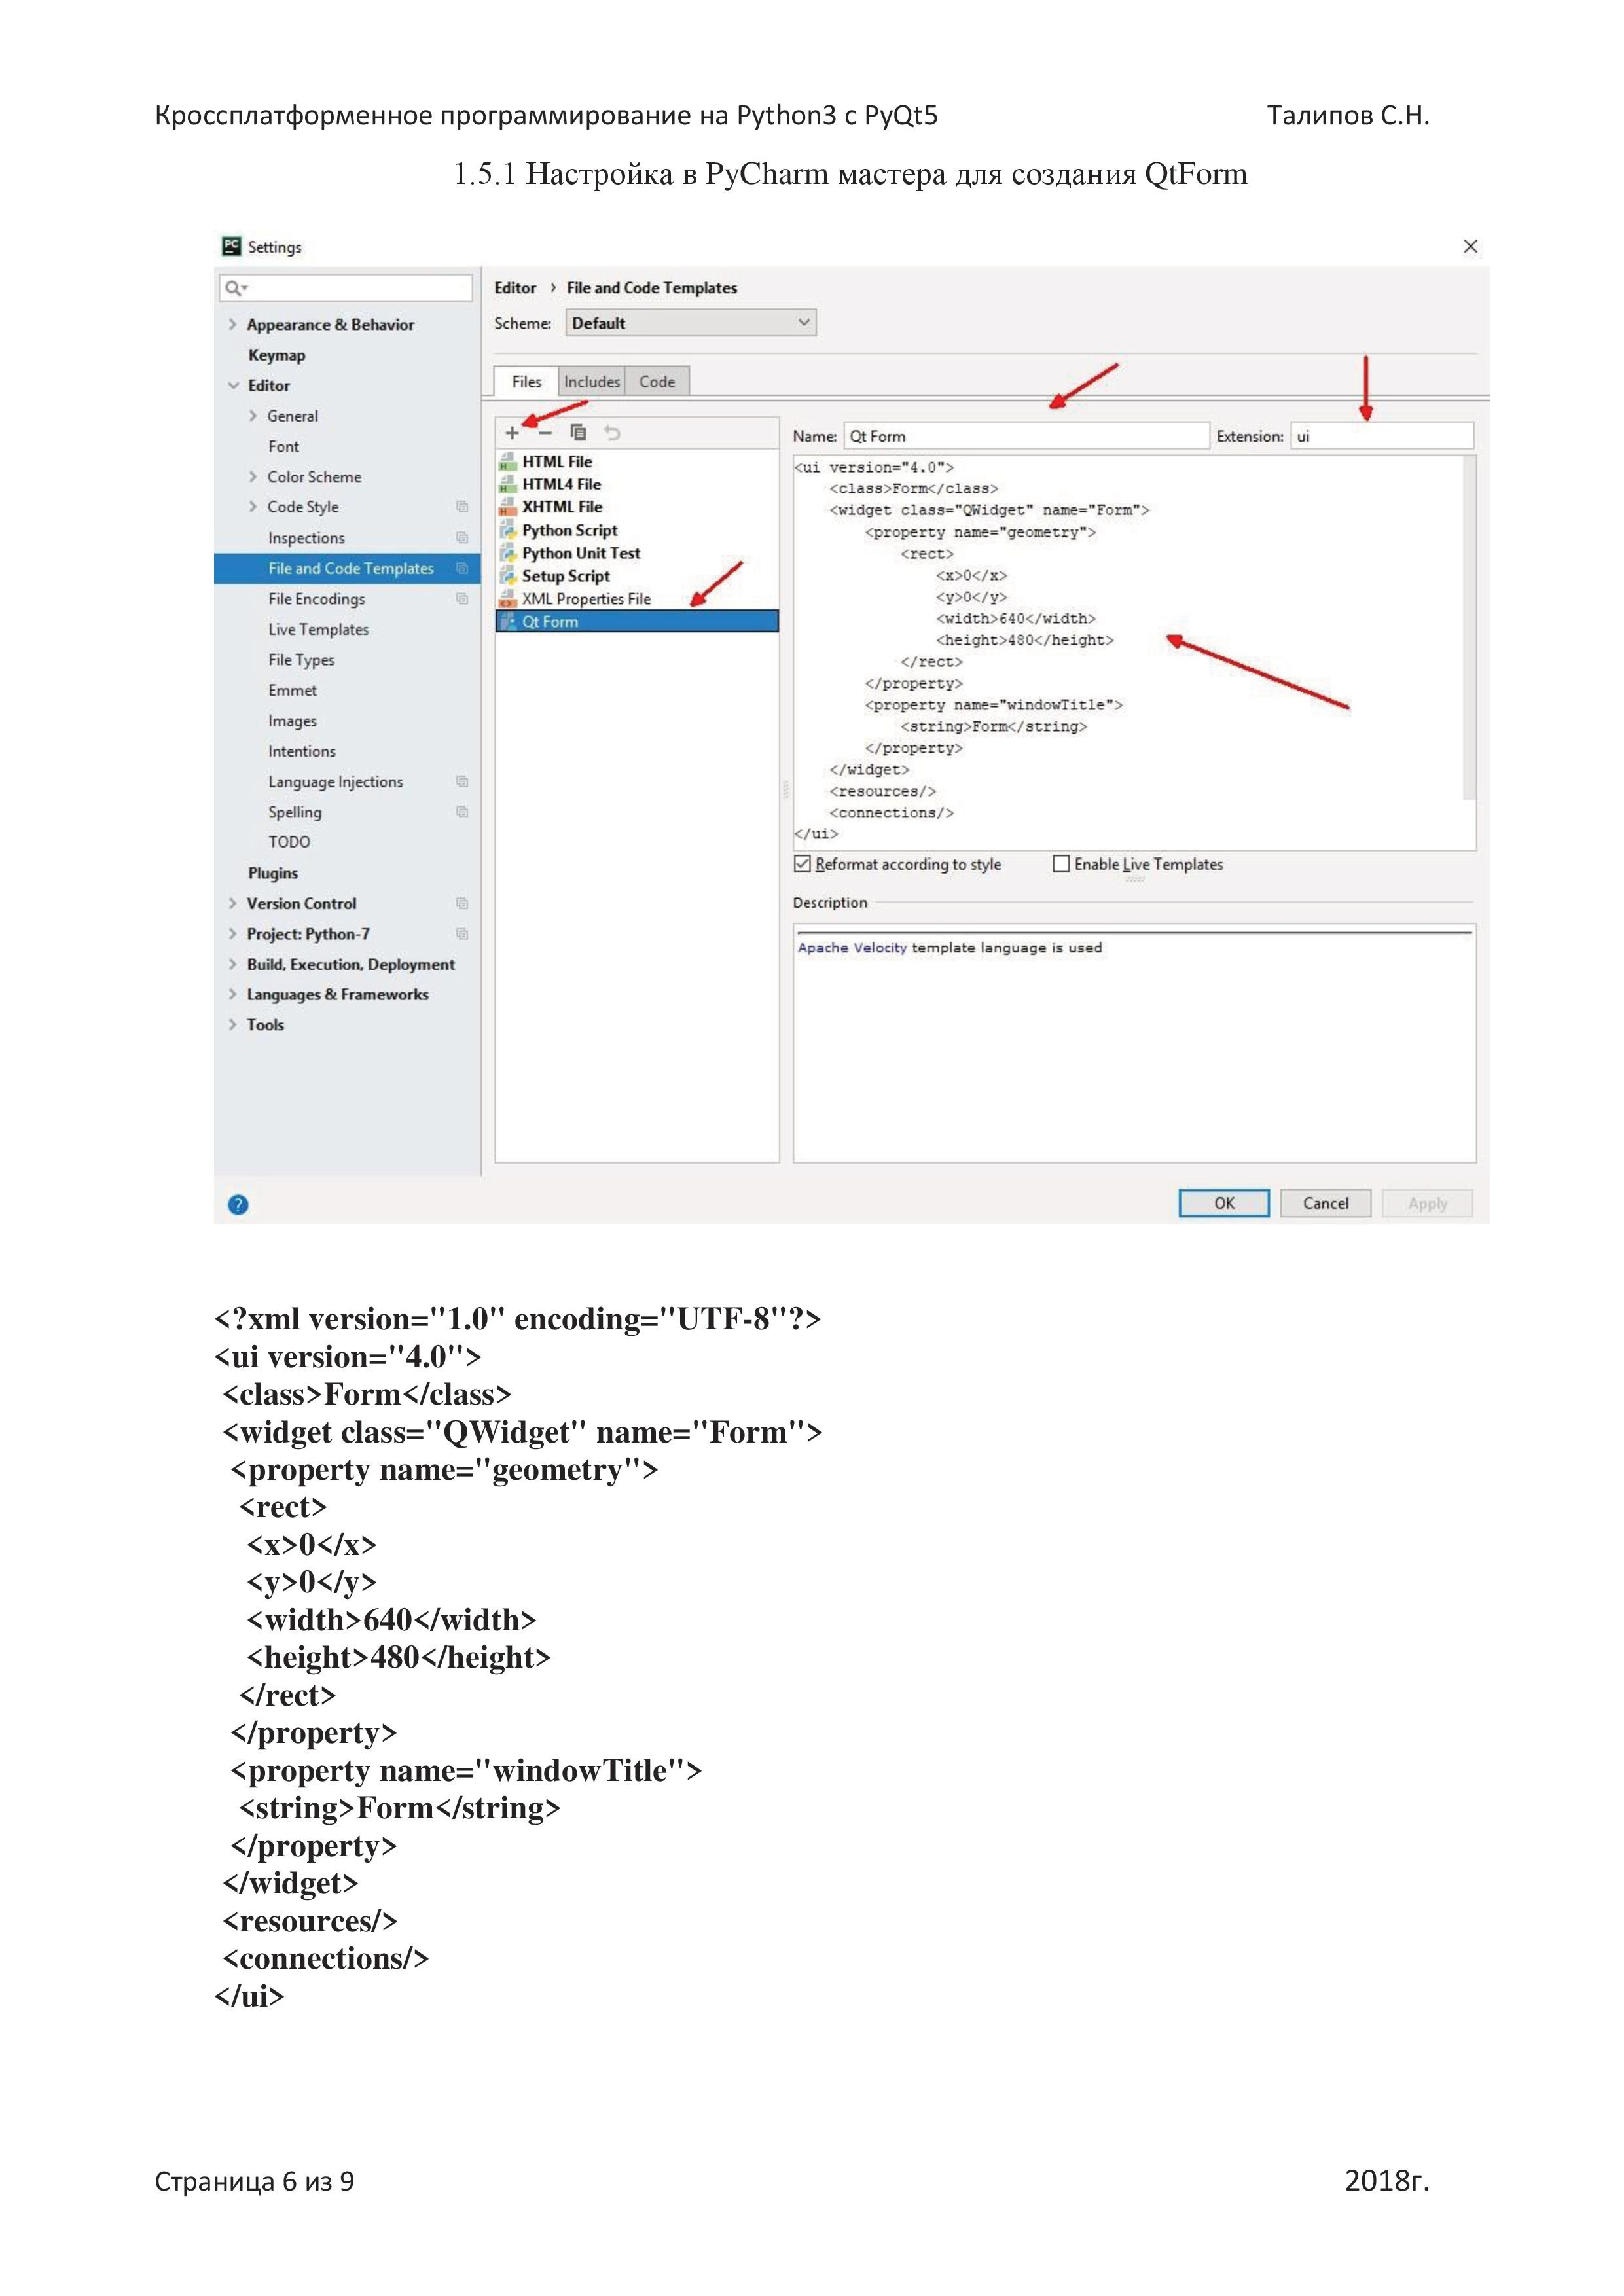 Кроссплатформенное программирование на Python3 с PyQt5 Талипов С.Н.
1.5.1 Настройка в PyCharm мастера для создания QtForm
Settings
Appearance & Behavior
Keymap
Editor
General
Font
Color Scheme
Code Style
Inspections
File and Code Templates
File Encodings
Live Templates
File Types
Emmet
Images
Intentions
Language Injections
Spelling
TODO
Plugins
Version Control
Project: Python-7
Build, Execution, Deployment
Languages & Frameworks
Tools
Editor › File and Code Templates
Scheme: Default
Files Includes Code
HTML File
HTML4 File
XHTML File
Python Script
Python Unit Test
Setup Script
XML Properties File
Qt Form
Name: Qt Form Extension: ui
<ui version="4.0">
<class>Form</class>
<widget class="QWidget" name="Form">
<property name="geometry">
<rect>
<x>0</x>
<y>0</y>
<width>640</width>
<height>480</height>
</rect>
</property>
<property name="windowTitle">
<string>Form</string>
</property>
</widget>
<resources/>
<connections/>
</ui>
Reformat according to style Enable Live Templates
Description
Apache Velocity template language is used
OK Cancel Apply
<?xml version="1.0" encoding="UTF-8"?>
<ui version="4.0">
<class>Form</class>
<widget class="QWidget" name="Form">
<property name="geometry">
<rect>
<x>0</x>
<y>0</y>
<width>640</width>
<height>480</height>
</rect>
</property>
<property name="windowTitle">
<string>Form</string>
</property>
</widget>
<resources/>
<connections/>
</ui>
Страница 6 из 9 2018г.